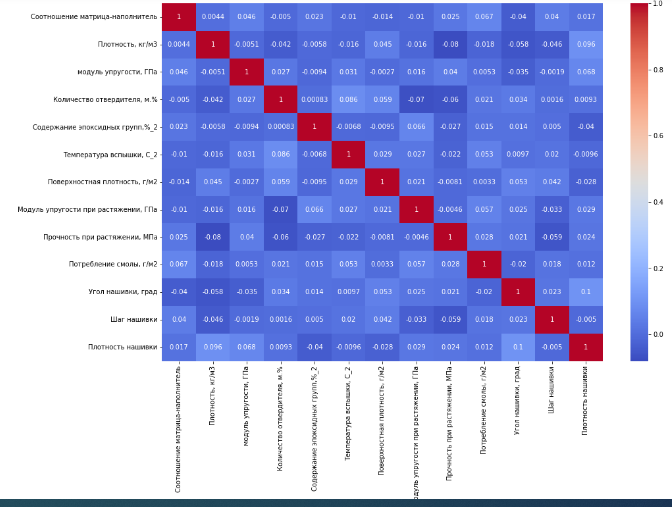 Соотношение матрица-наполнитель 1 0.0044 0.046 -0.005 0.023 -0.01 -0.014 -0.01 0.025 0.067 -0.04 0.04 0.017
Плотность, кг/м3 0.0044 1 -0.0051 -0.042 -0.0058 -0.016 0.045 -0.016 -0.08 -0.018 -0.058 -0.046 0.096
модуль упругости, ГПа 0.046 -0.0051 1 0.027 -0.0094 0.031 -0.0027 0.016 0.04 0.0053 -0.035 -0.0019 0.068
Количество отвердителя, м.% -0.005 -0.042 0.027 1 0.00083 0.086 0.059 -0.07 -0.06 0.021 0.034 0.0016 0.0093
Содержание эпоксидных групп,%_2 0.023 -0.0058 -0.0094 0.00083 1 -0.0068 -0.0095 0.066 -0.027 0.015 0.014 0.005 -0.04
Температура вспышки, С_2 -0.01 -0.016 0.031 0.086 -0.0068 1 0.029 0.027 -0.022 0.053 0.0097 0.02 -0.0096
Поверхностная плотность, г/м2 -0.014 0.045 -0.0027 0.059 -0.0095 0.029 1 0.021 -0.0081 0.0033 0.053 0.042 -0.028
Модуль упругости при растяжении, ГПа -0.01 -0.016 0.016 -0.07 0.066 0.027 0.021 1 -0.0046 0.057 0.025 -0.033 0.029
Прочность при растяжении, МПа 0.025 -0.08 0.04 -0.06 -0.027 -0.022 -0.0081 -0.0046 1 0.028 0.021 -0.059 0.024
Потребление смолы, г/м2 0.067 -0.018 0.0053 0.021 0.015 0.053 0.0033 0.057 0.028 1 -0.02 0.018 0.012
Угол нашивки, град -0.04 -0.058 -0.035 0.034 0.014 0.0097 0.053 0.025 0.021 -0.02 1 0.023 0.1
Шаг нашивки 0.04 -0.046 -0.0019 0.0016 0.005 0.02 0.042 -0.033 -0.059 0.018 0.023 1 -0.005
Плотность нашивки 0.017 0.096 0.068 0.0093 -0.04 -0.0096 -0.028 0.029 0.024 0.012 0.1 -0.005 1
Соотношение матрица-наполнитель
Плотность, кг/м3
модуль упругости, ГПа
Количество отвердителя, м.%
Содержание эпоксидных групп,%_2
Температура вспышки, С_2
Поверхностная плотность, г/м2
одуль упругости при растяжении, ГПа
Прочность при растяжении, МПа
Потребление смолы, г/м2
Угол нашивки, град
Шаг нашивки
Плотность нашивки
1.0
0.8
0.6
0.4
0.2
0.0